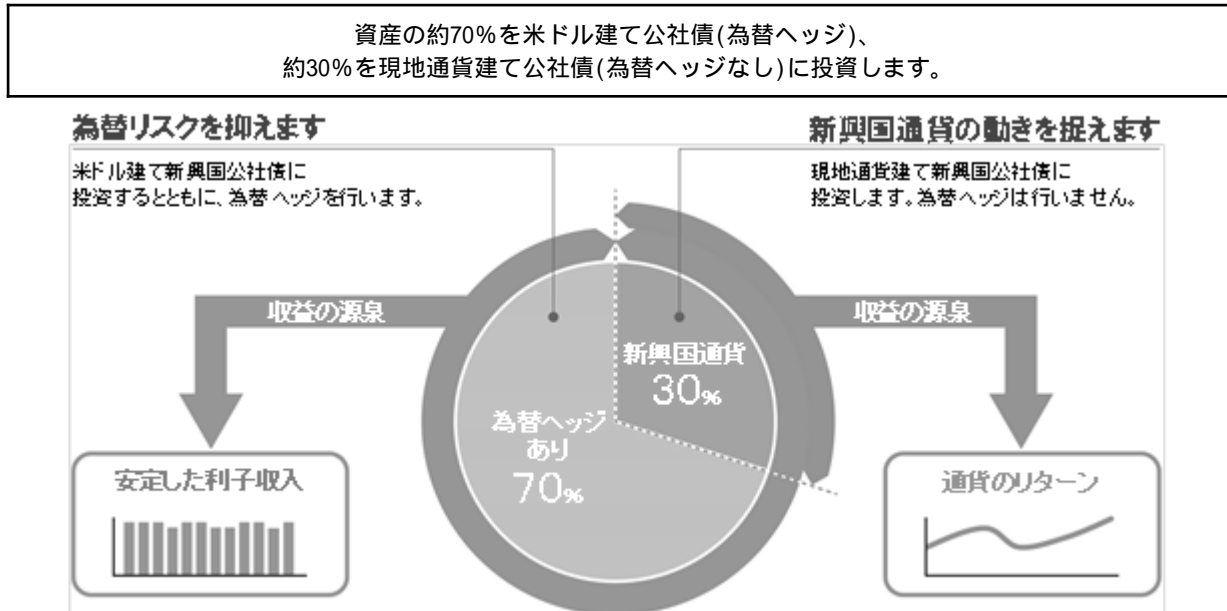 資産の約70%を米ドル建て公社債(為替ヘッジ)、
約30%を現地通貨建て公社債(為替ヘッジなし)に投資します。
為替リスクを抑えます
米ドル建て新興国公社債に
投資するとともに、為替ヘッジを行います。
新興国通貨の動きを捉えます
現地通貨建て新興国公社債に
投資します。為替ヘッジは行いません。
収益の源泉
収益の源泉
新興国通貨
30%
為替ヘッジ
あり
70%
安定した利子収入
通貨のリターン